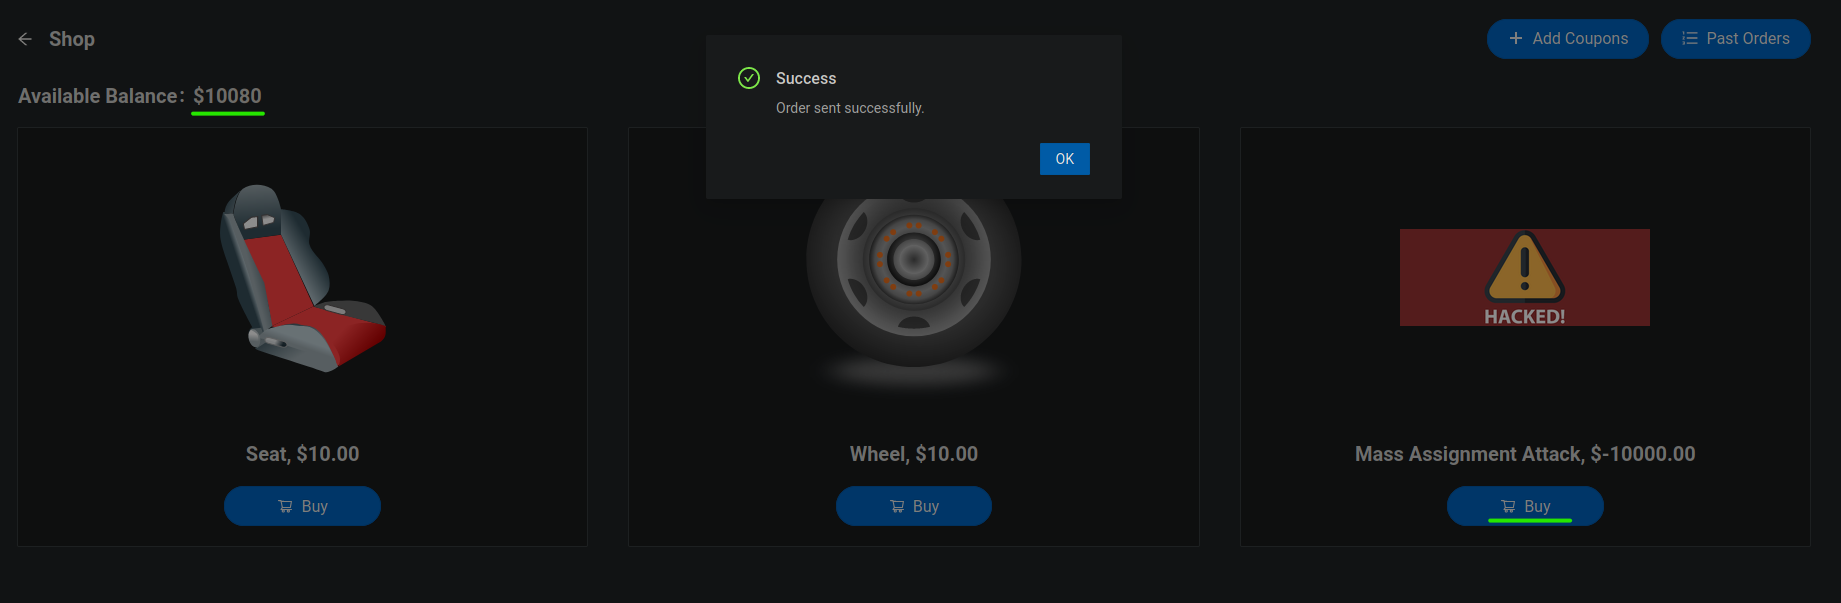 Shop
Add Coupons
Past Orders
Success
Order sent successfully.
OK
Available Balance: $10080
HACKED!
Seat, $10.00
Wheel, $10.00
Mass Assignment Attack, $-10000.00
Buy
Buy
Buy